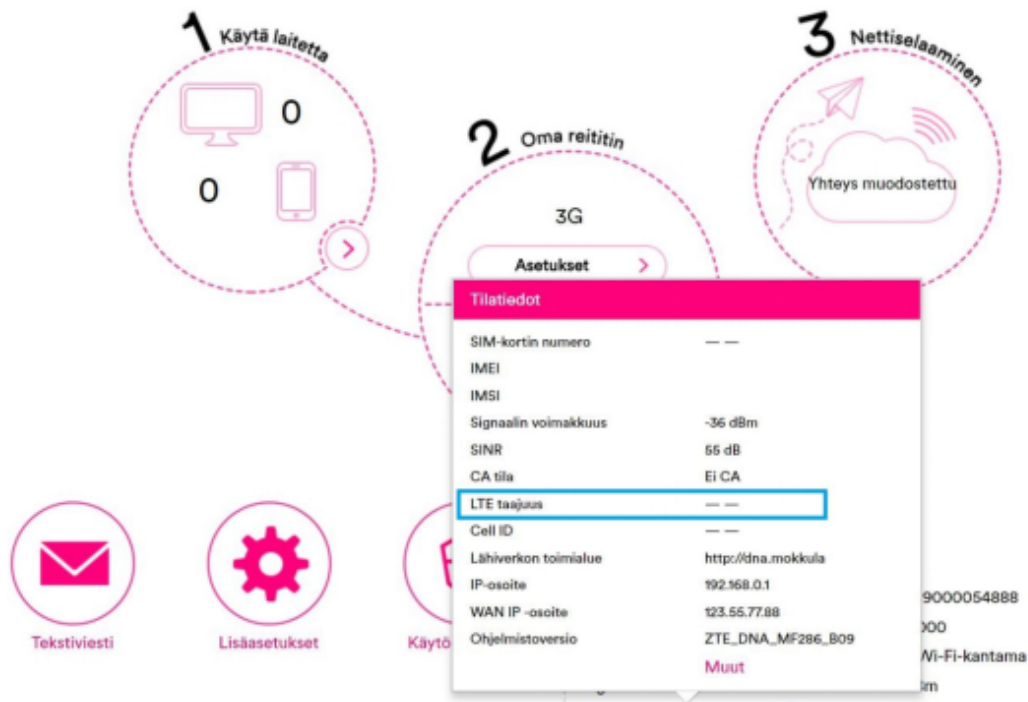 1 Käytä laitetta
0
0
2 Oma reititin
3G
Asetukset
3 Nettiselaaminen
Yhteys muodostettu
Tilatiedot
SIM-kortin numero — —
IMEI
IMSI
Signaalin voimakkuus -36 dBm
SINR 55 dB
CA tila Ei CA
LTE taajuus — —
Cell ID — —
Lähiverkon toimialue http://dna.mokkula
IP-osoite 192.168.0.1
WAN IP -osoite 123.55.77.88
Ohjelmistoversio ZTE_DNA_MF286_B09
Muut
Tekstiviesti
Lisäasetukset
Käytö
9000054888
Wi-Fi-kantama